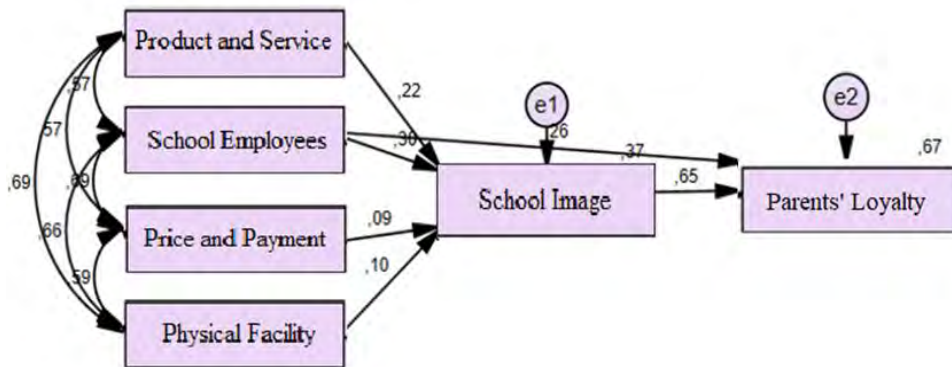 Product and Service
,57
,22
e1
e2
School Employees
,57
,30
,26
,37
,67
,69
,69
School Image
,65
Parents' Loyalty
Price and Payment
,09
,66
,10
,59
Physical Facility